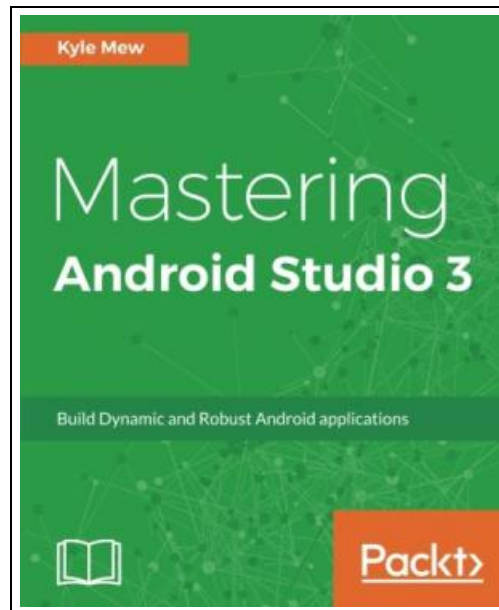 Kyle Mew
Mastering
Android Studio 3
Build Dynamic and Robust Android applications
Packt>